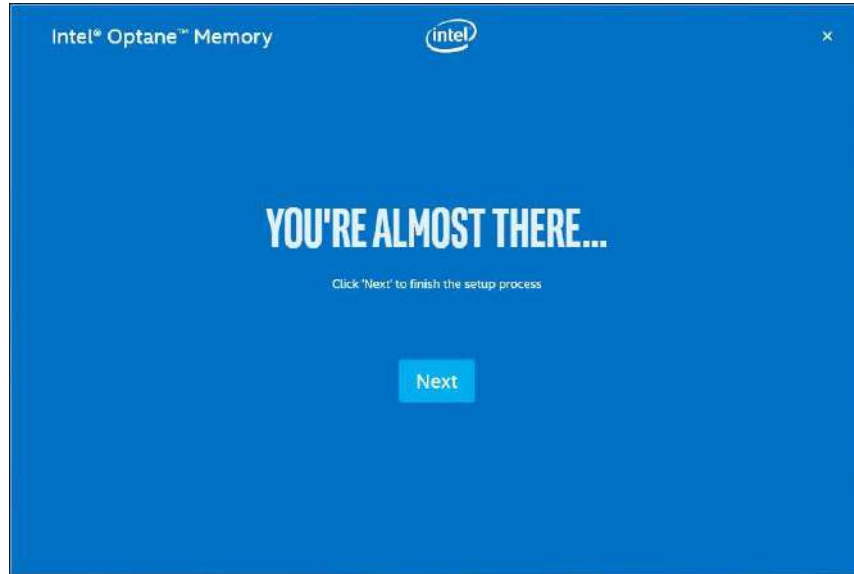 Intel® Optane™ Memory
intel
×
YOU'RE ALMOST THERE...
Click 'Next' to finish the setup process
Next